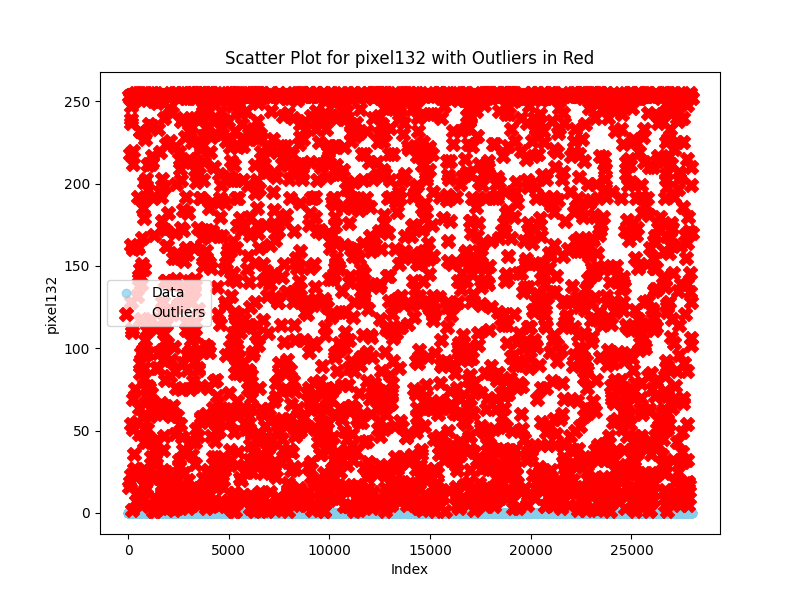 Scatter Plot for pixel132 with Outliers in Red
250
200
150
100
50
0
pixel132
Data
Outliers
0
5000
10000
15000
20000
25000
Index